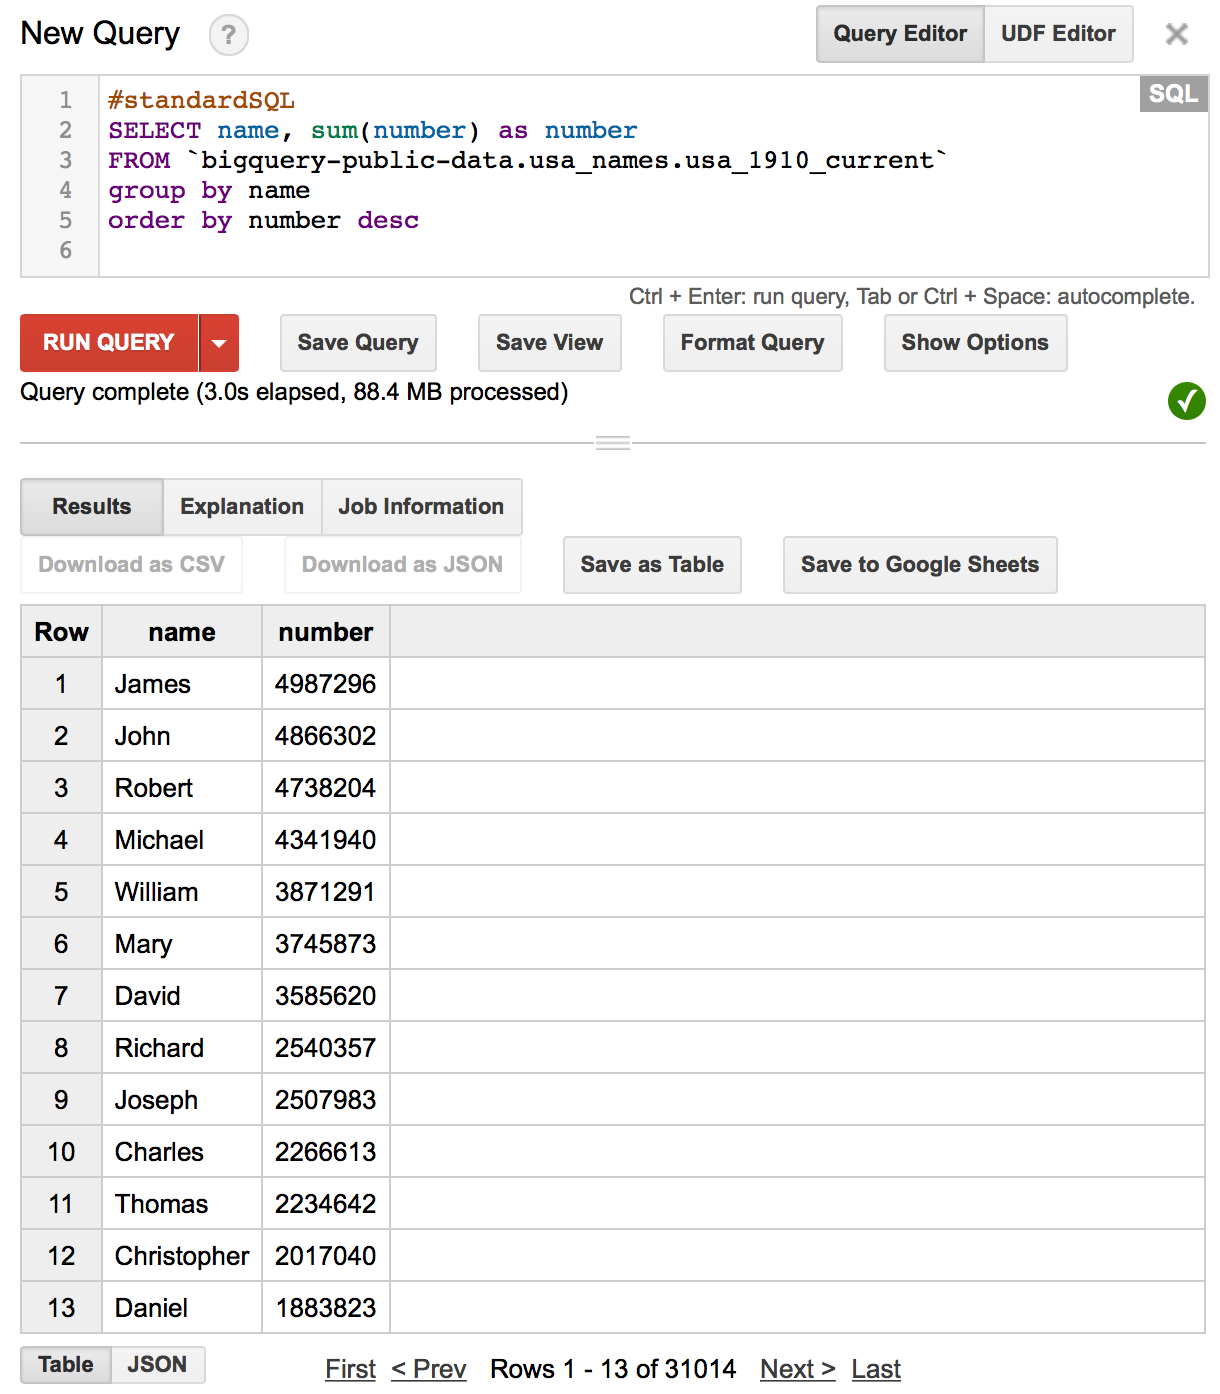 New Query ? Query Editor UDF Editor ×
SQL
1 #standardSQL
2 SELECT name, sum(number) as number
3 FROM `bigquery-public-data.usa_names.usa_1910_current`
4 group by name
5 order by number desc
6
Ctrl + Enter: run query, Tab or Ctrl + Space: autocomplete.
RUN QUERY Save Query Save View Format Query Show Options
Query complete (3.0s elapsed, 88.4 MB processed)
Results Explanation Job Information
Download as CSV Download as JSON Save as Table Save to Google Sheets
Row name number
1 James 4987296
2 John 4866302
3 Robert 4738204
4 Michael 4341940
5 William 3871291
6 Mary 3745873
7 David 3585620
8 Richard 2540357
9 Joseph 2507983
10 Charles 2266613
11 Thomas 2234642
12 Christopher 2017040
13 Daniel 1883823
Table JSON First < Prev Rows 1 - 13 of 31014 Next > Last